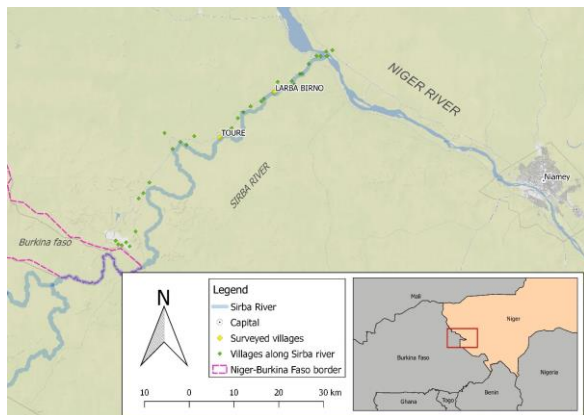 LARBA BIRNO
NIGER RIVER
TOURE
Niamey
SIRBA RIVER
Burkina faso
N
Legend
Sirba River
Capital
Surveyed villages
Villages along Sirba river
Niger-Burkina Faso border
10 0 10 20 30 km
Mali
Niger
Burkina Faso
Nigeria
Benin
Ghana
Togo